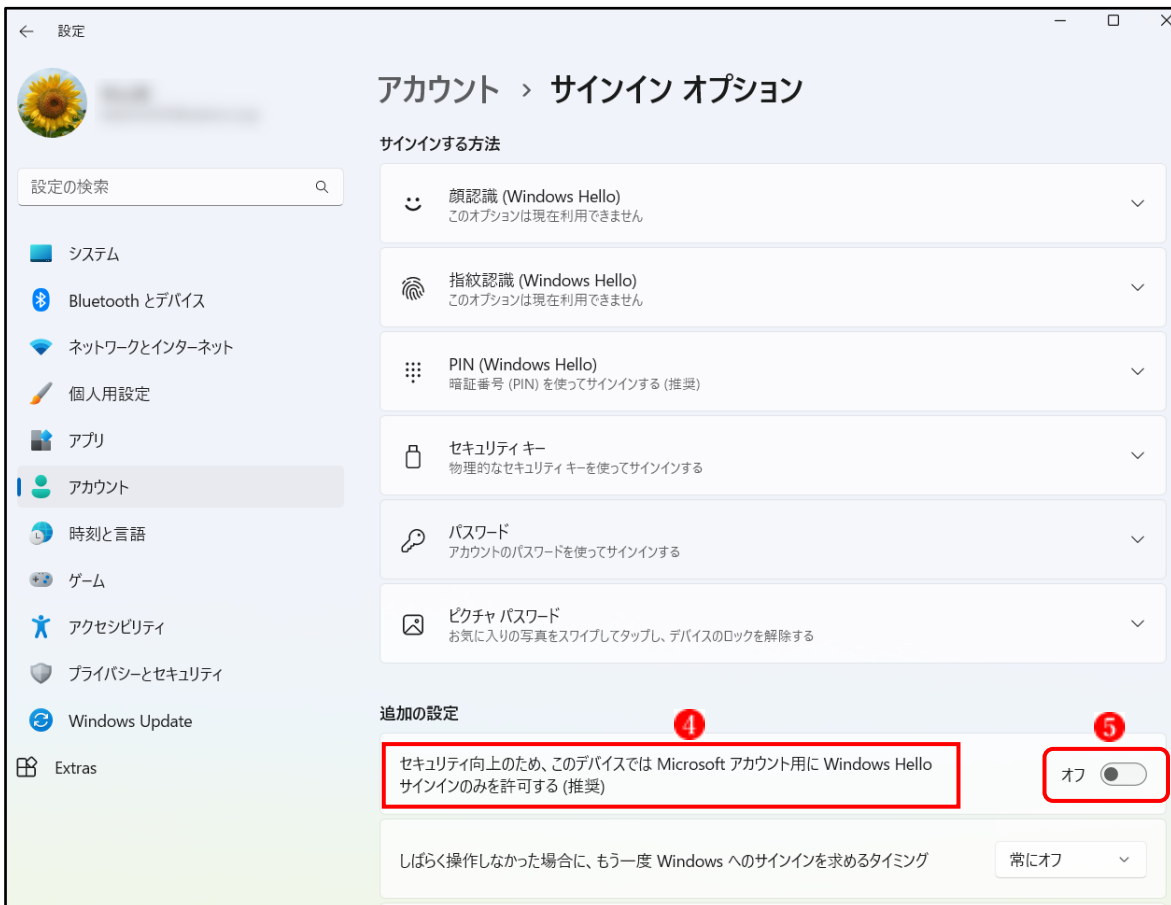 設定
アカウント › サインイン オプション
サインインする方法
設定の検索
顔認識 (Windows Hello)
このオプションは現在利用できません
システム
Bluetooth とデバイス
ネットワークとインターネット
個人用設定
アプリ
アカウント
時刻と言語
ゲーム
アクセシビリティ
プライバシーとセキュリティ
Windows Update
Extras
指紋認識 (Windows Hello)
このオプションは現在利用できません
PIN (Windows Hello)
暗証番号 (PIN) を使ってサインインする (推奨)
セキュリティ キー
物理的なセキュリティ キーを使ってサインインする
パスワード
アカウントのパスワードを使ってサインインする
ピクチャ パスワード
お気に入りの写真をスワイプしてタップし、デバイスのロックを解除する
追加の設定
4
5
セキュリティ向上のため、このデバイスでは Microsoft アカウント用に Windows Hello
サインインのみを許可する (推奨)
オフ
しばらく操作しなかった場合に、もう一度 Windows へのサインインを求めるタイミング
常にオフ